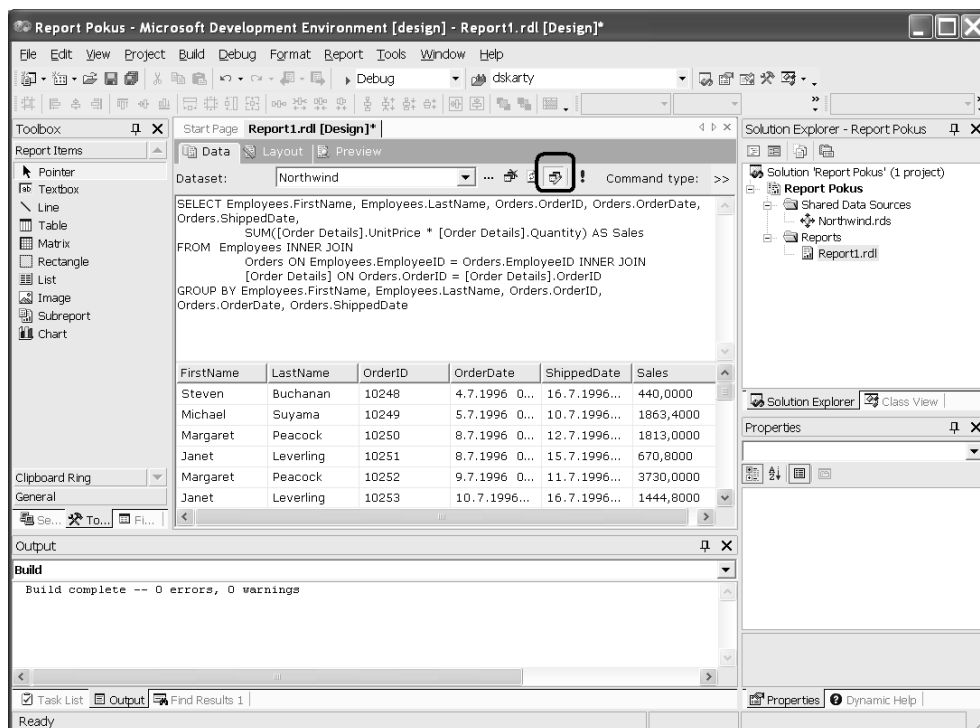 Report Pokus - Microsoft Development Environment [design] - Report1.rdl [Design]*
File Edit View Project Build Debug Format Report Tools Window Help
Debug dskarty
Toolbox
Report Items
Pointer
Textbox
Line
Table
Matrix
Rectangle
List
Image
Subreport
Chart
Clipboard Ring
General
Se... To... Fi...
Start Page Report1.rdl [Design]*
Data Layout Preview
Dataset: Northwind ... ! Command type: >>
SELECT Employees.FirstName, Employees.LastName, Orders.OrderID, Orders.OrderDate,
Orders.ShippedDate,
SUM([Order Details].UnitPrice * [Order Details].Quantity) AS Sales
FROM Employees INNER JOIN
Orders ON Employees.EmployeeID = Orders.EmployeeID INNER JOIN
[Order Details] ON Orders.OrderID = [Order Details].OrderID
GROUP BY Employees.FirstName, Employees.LastName, Orders.OrderID,
Orders.OrderDate, Orders.ShippedDate
FirstName LastName OrderID OrderDate ShippedDate Sales
Steven Buchanan 10248 4.7.1996 0... 16.7.1996... 440,0000
Michael Suyama 10249 5.7.1996 0... 10.7.1996... 1863,4000
Margaret Peacock 10250 8.7.1996 0... 12.7.1996... 1813,0000
Janet Leverling 10251 8.7.1996 0... 15.7.1996... 670,8000
Margaret Peacock 10252 9.7.1996 0... 11.7.1996... 3730,0000
Janet Leverling 10253 10.7.1996... 16.7.1996... 1444,8000
Solution Explorer - Report Pokus
Solution 'Report Pokus' (1 project)
Report Pokus
Shared Data Sources
Northwind.rds
Reports
Report1.rdl
Solution Explorer Class View
Properties
Output
Build
Build complete -- 0 errors, 0 warnings
Task List Output Find Results 1
Properties Dynamic Help
Ready